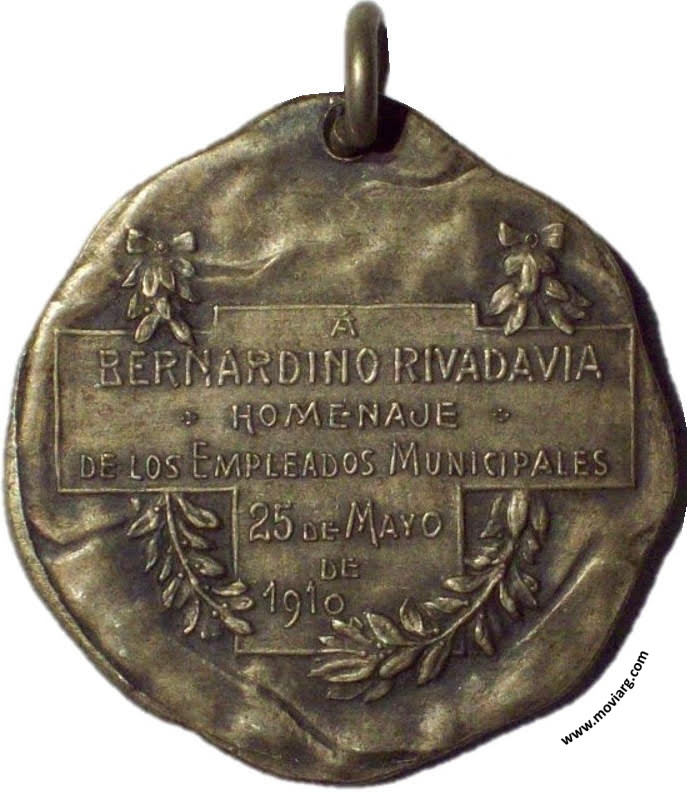 Á
BERNARDINO RIVADAVIA
HOMENAJE
DE LOS EMPLEADOS MUNICIPALES
25 DE MAYO
DE
1910
www.moviarg.com